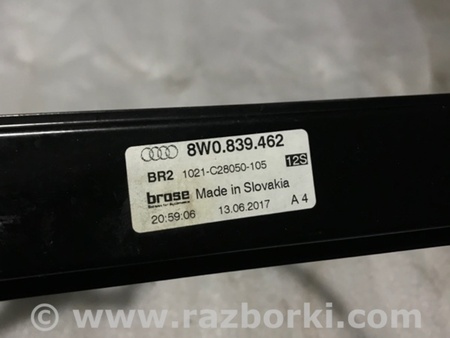 8W0.839.462
BR2 1021-C28050-105 12S
brose Made in Slovakia
20:59:06 13.06.2017 A 4
© www.razborki.com